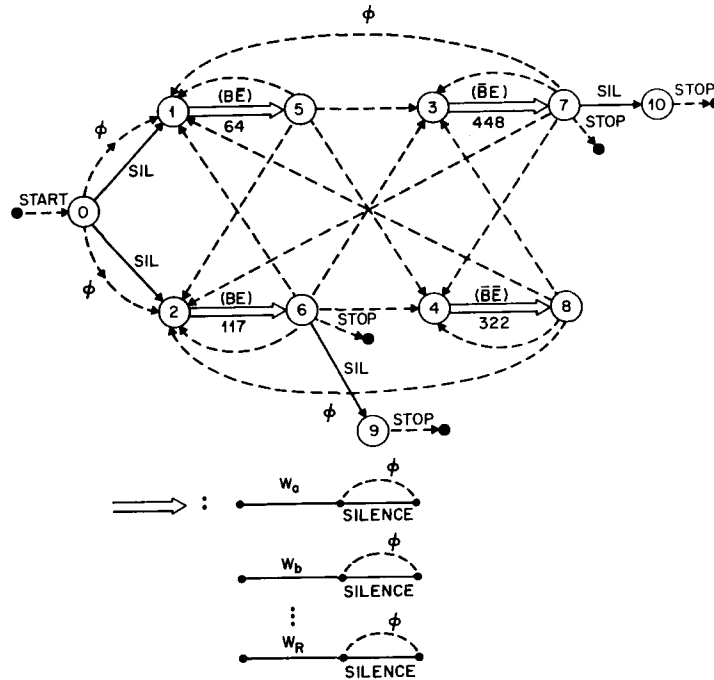 ϕ
(BE̅)
(B̅E)
SIL
STOP
1
5
3
7
10
64
448
STOP
ϕ
SIL
START
0
SIL
ϕ
(BE)
(B̅E̅)
2
6
4
8
117
STOP
322
SIL
ϕ
STOP
9
ϕ
:
Wa
SILENCE
ϕ
Wb
SILENCE
⋮
ϕ
WR
SILENCE